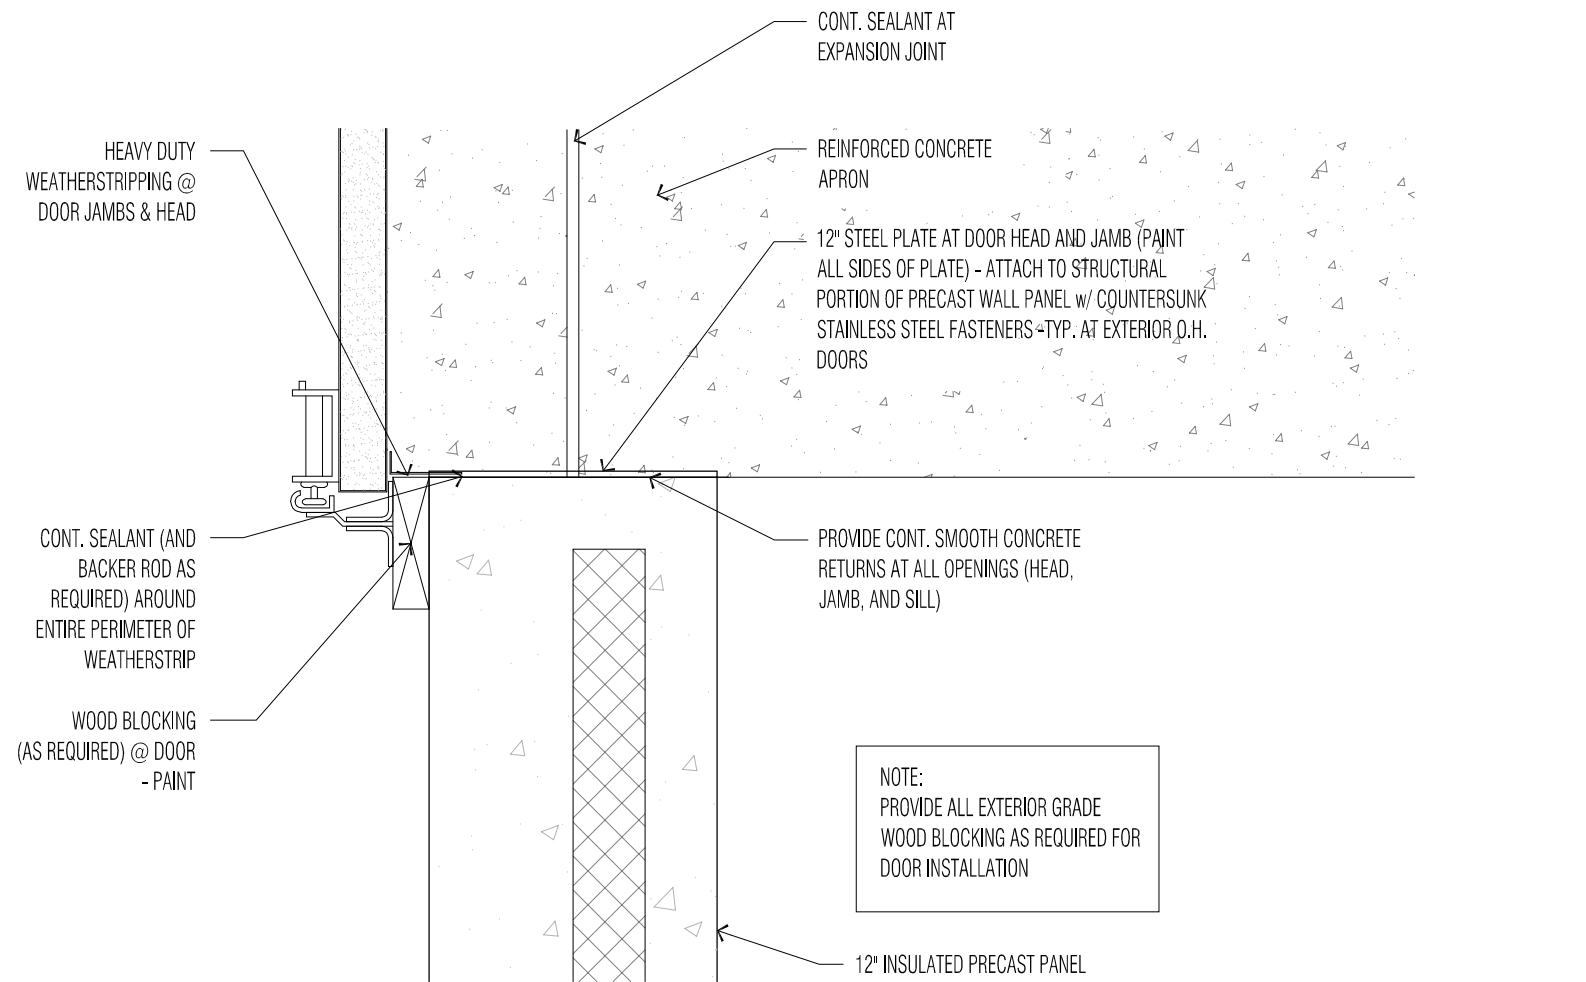 CONT. SEALANT AT
EXPANSION JOINT
HEAVY DUTY
WEATHERSTRIPPING @
DOOR JAMBS & HEAD
REINFORCED CONCRETE
APRON
12" STEEL PLATE AT DOOR HEAD AND JAMB (PAINT
ALL SIDES OF PLATE) - ATTACH TO STRUCTURAL
PORTION OF PRECAST WALL PANEL w/ COUNTERSUNK
STAINLESS STEEL FASTENERS -TYP. AT EXTERIOR O.H.
DOORS
CONT. SEALANT (AND
BACKER ROD AS
REQUIRED) AROUND
ENTIRE PERIMETER OF
WEATHERSTRIP
PROVIDE CONT. SMOOTH CONCRETE
RETURNS AT ALL OPENINGS (HEAD,
JAMB, AND SILL)
WOOD BLOCKING
(AS REQUIRED) @ DOOR
- PAINT
NOTE:
PROVIDE ALL EXTERIOR GRADE
WOOD BLOCKING AS REQUIRED FOR
DOOR INSTALLATION
12" INSULATED PRECAST PANEL